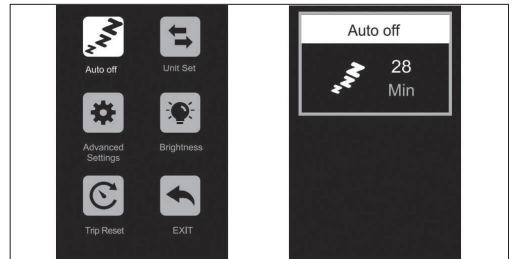 Auto off
Unit Set
Advanced
Settings
Brightness
Trip Reset
EXIT
Auto off
28
Min